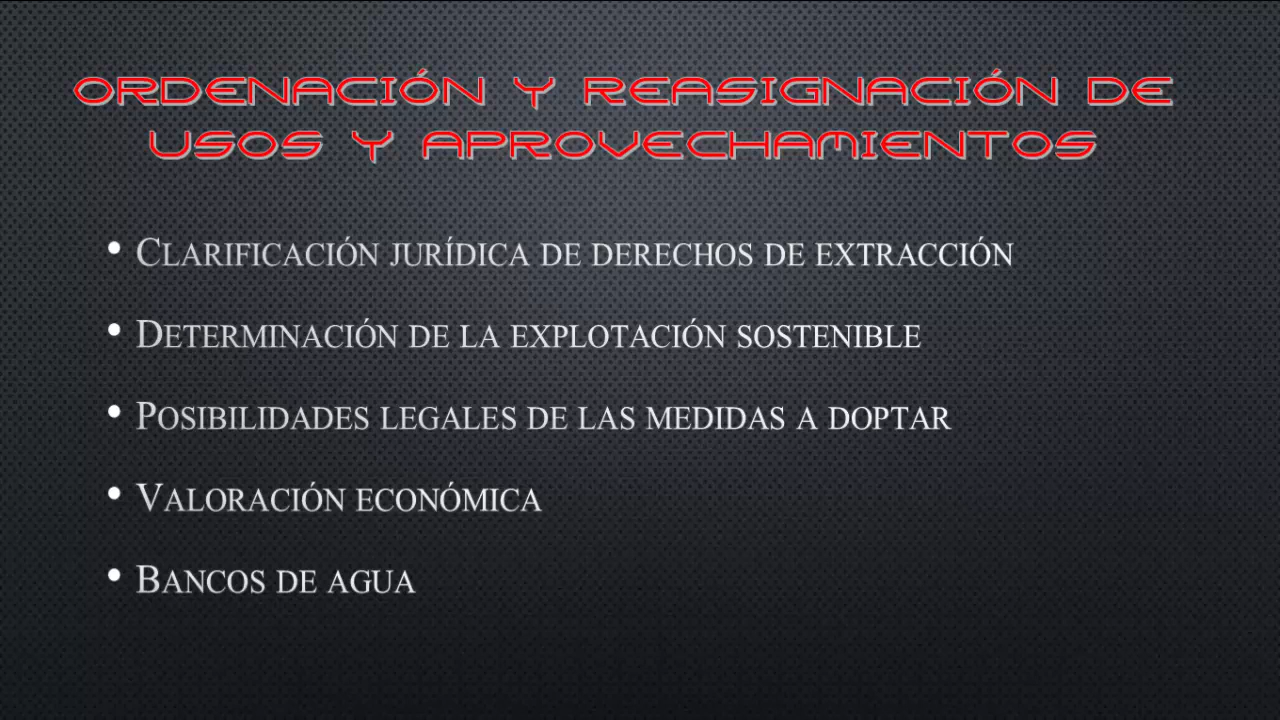 ORDENACIÓN Y REASIGNACIÓN DE
USOS Y APROVECHAMIENTOS
• CLARIFICACIÓN JURÍDICA DE DERECHOS DE EXTRACCIÓN
• DETERMINACIÓN DE LA EXPLOTACIÓN SOSTENIBLE
• POSIBILIDADES LEGALES DE LAS MEDIDAS A DOPTAR
• VALORACIÓN ECONÓMICA
• BANCOS DE AGUA